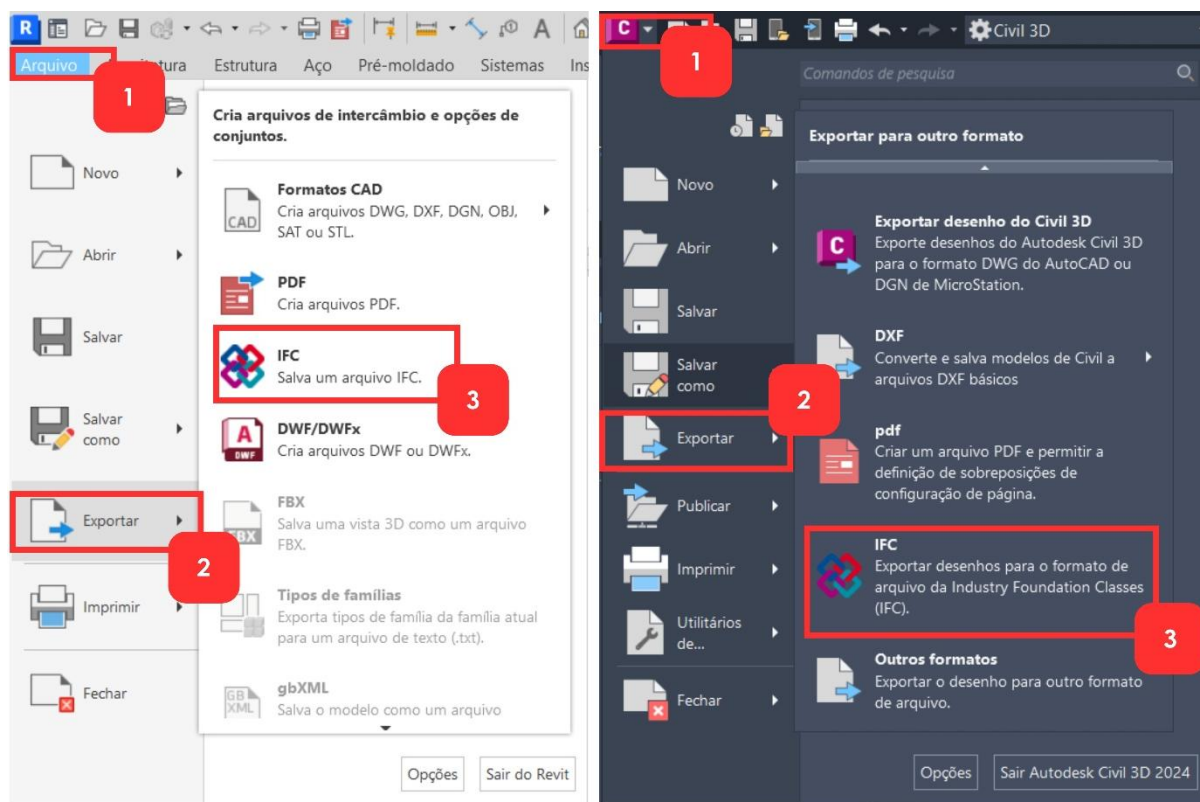 R
A
Arquivo
Estrutura Aço Pré-moldado Sistemas Ins
1
Cria arquivos de intercâmbio e opções de
conjuntos.
Novo
Formatos CAD
CAD
Cria arquivos DWG, DXF, DGN, OBJ,
SAT ou STL.
Abrir
PDF
Cria arquivos PDF.
Salvar
IFC
Salva um arquivo IFC.
3
Salvar
como
A
DWF
DWF/DWFx
Cria arquivos DWF ou DWFx.
Exportar
2
FBX
Salva uma vista 3D como um arquivo
FBX.
Imprimir
Tipos de famílias
Exporta tipos de família da família atual
para um arquivo de texto (.txt).
Fechar
GB
XML
gbXML
Salva o modelo como um arquivo
Opções
Sair do Revit
C
Civil 3D
1
Comandos de pesquisa
Exportar para outro formato
Novo
Abrir
C
Exportar desenho do Civil 3D
Exporte desenhos do Autodesk Civil 3D
para o formato DWG do AutoCAD ou
DGN de MicroStation.
Salvar
Salvar
como
DXF
Converte e salva modelos de Civil a
arquivos DXF básicos
2
Exportar
pdf
Criar um arquivo PDF e permitir a
definição de sobreposições de
configuração de página.
Publicar
Imprimir
IFC
Exportar desenhos para o formato de
arquivo da Industry Foundation Classes
(IFC).
3
Utilitários
de...
Outros formatos
Exportar o desenho para outro formato
de arquivo.
Fechar
Opções
Sair Autodesk Civil 3D 2024